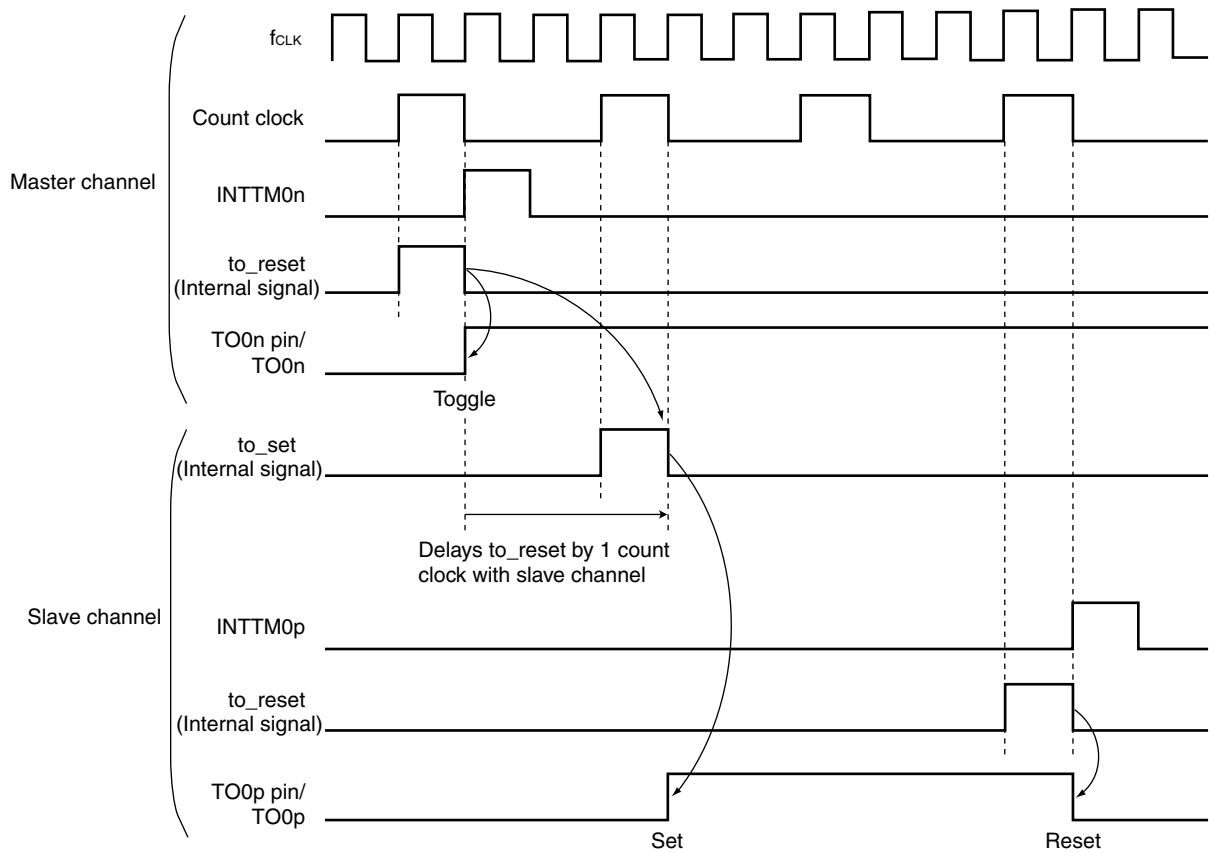 fCLK
Count clock
Master channel
INTTM0n
to_reset
(Internal signal)
TO0n pin/
TO0n
Toggle
to_set
(Internal signal)
Delays to_reset by 1 count
clock with slave channel
Slave channel
INTTM0p
to_reset
(Internal signal)
TO0p pin/
TO0p
Set
Reset